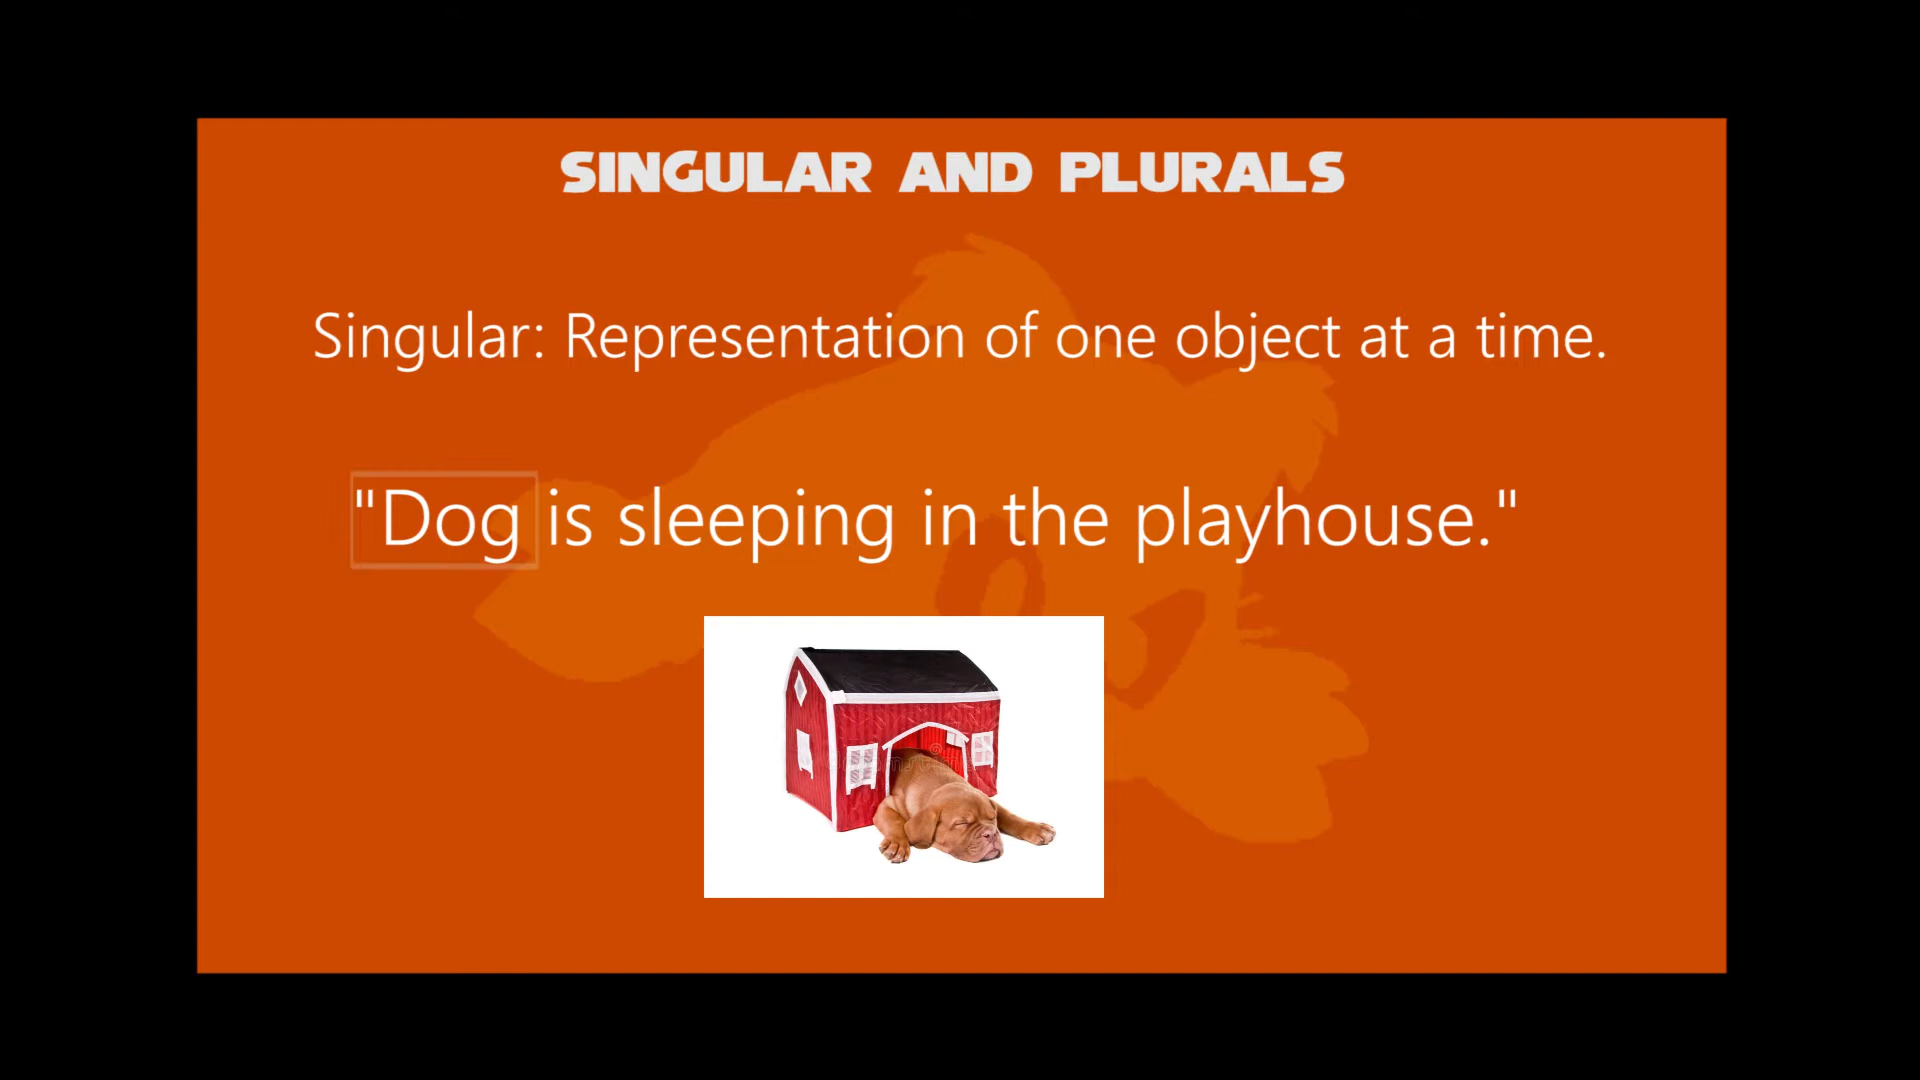 SINGULAR AND PLURALS
Singular: Representation of one object at a time.
"Dog is sleeping in the playhouse."